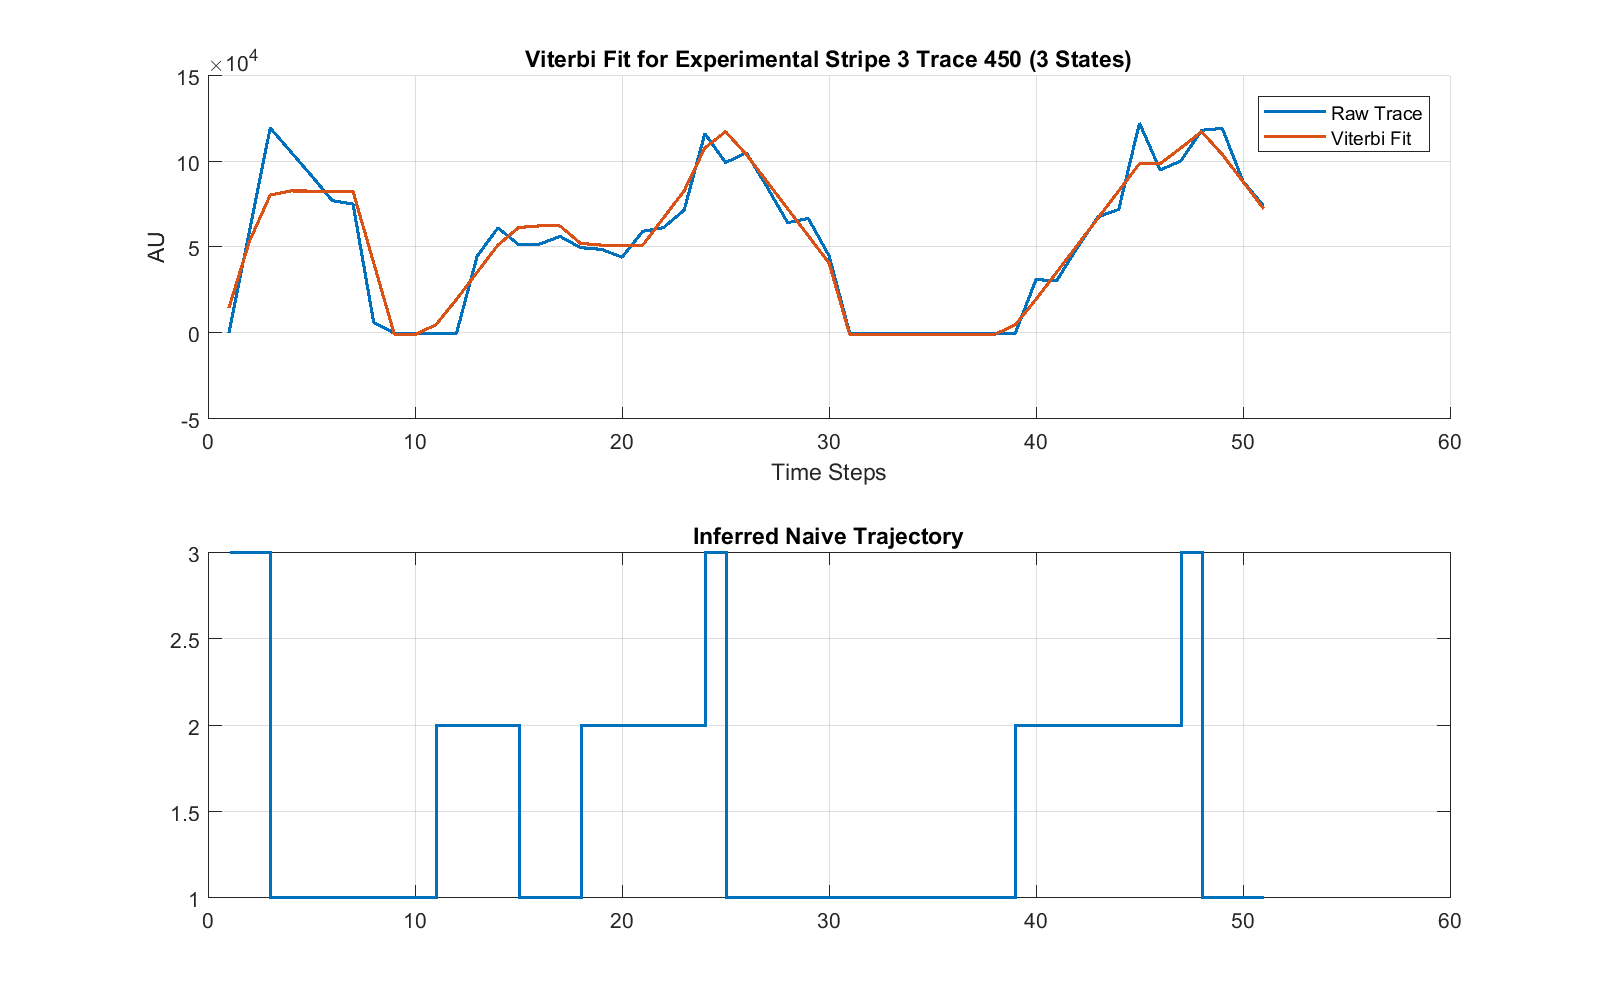 Viterbi Fit for Experimental Stripe 3 Trace 450 (3 States)
×10⁴
15
10
5
0
-5
AU
0 10 20 30 40 50 60
Time Steps
Raw Trace
Viterbi Fit
Inferred Naive Trajectory
3
2.5
2
1.5
1
0 10 20 30 40 50 60